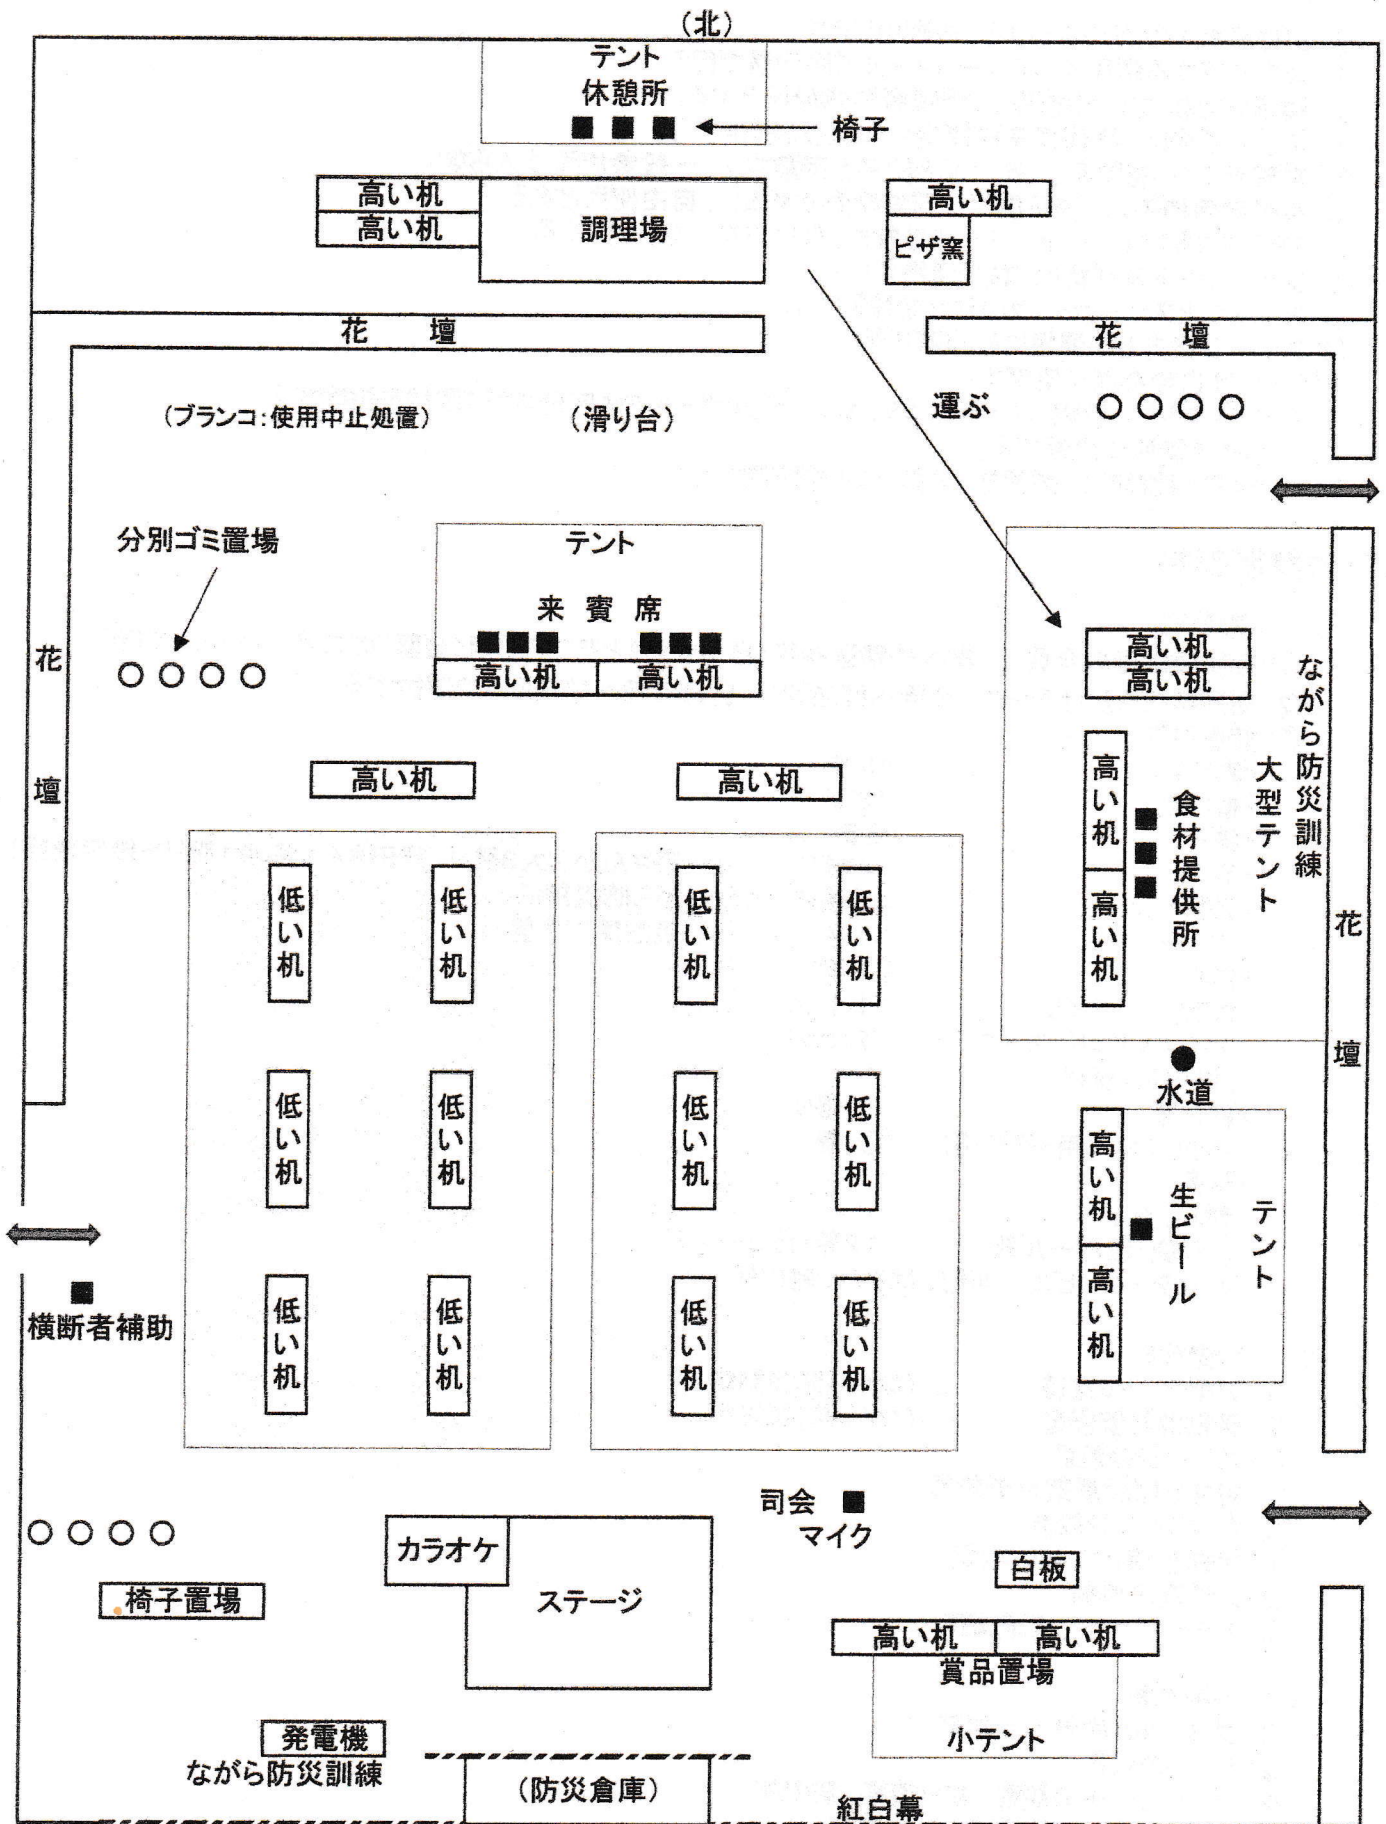 （北）
テント
休憩所
椅子
高い机
高い机
調理場
高い机
ピザ窯
花　壇
花　壇
（ブランコ：使用中止処置）
（滑り台）
運ぶ
分別ゴミ置場
テント
来　賓　席
高い机
高い机
高い机
高い机
ながら防災訓練
大型テント
花　壇
高い机
高い机
高い机
高い机
食材提供所
花　壇
低い机
低い机
低い机
低い机
低い机
低い机
低い机
低い机
低い机
低い机
低い机
低い机
水道
高い机
高い机
生ビール
テント
横断者補助
司会
マイク
カラオケ
ステージ
白板
椅子置場
高い机
高い机
賞品置場
小テント
発電機
ながら防災訓練
（防災倉庫）
紅白幕